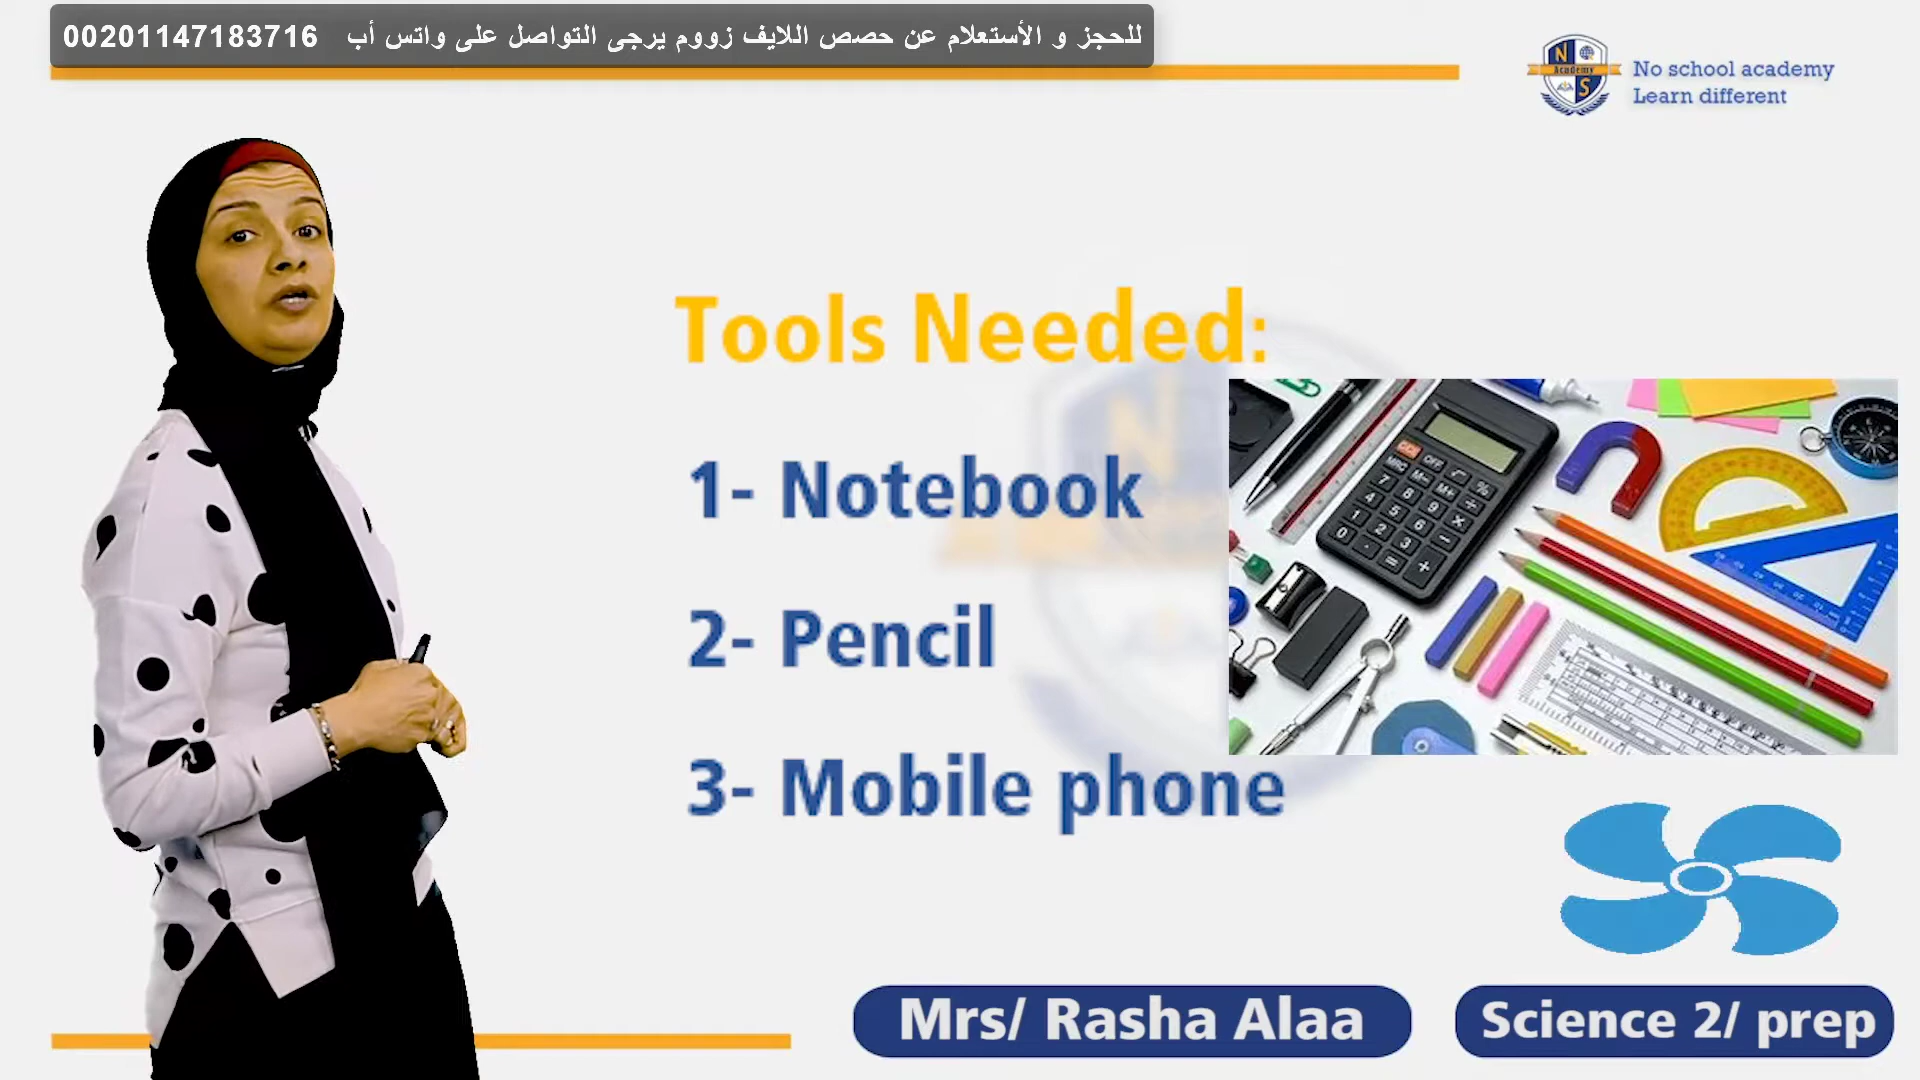 للحجز و الأستعلام عن حصص اللايف زووم يرجى التواصل على واتس أب 00201147183716
N S
Academy
No school academy
Learn different
Tools Needed:
1- Notebook
2- Pencil
3- Mobile phone
Mrs/ Rasha Alaa
Science 2/ prep